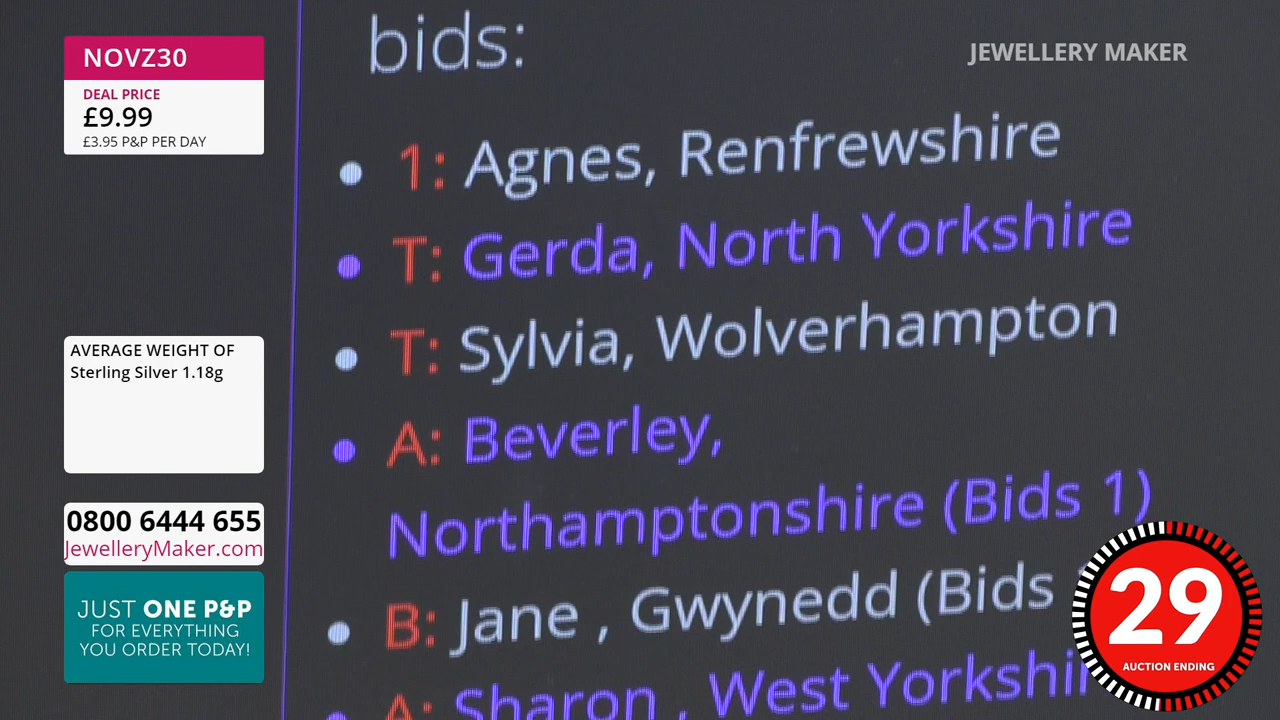 NOVZ30
DEAL PRICE
£9.99
£3.95 P&P PER DAY
AVERAGE WEIGHT OF
Sterling Silver 1.18g
0800 6444 655
JewelleryMaker.com
JUST ONE P&P
FOR EVERYTHING
YOU ORDER TODAY!
JEWELLERY MAKER
bids:
1: Agnes, Renfrewshire
T: Gerda, North Yorkshire
T: Sylvia, Wolverhampton
A: Beverley,
Northamptonshire (Bids 1)
B: Jane , Gwynedd (Bids
A: Sharon , West
29
AUCTION ENDING